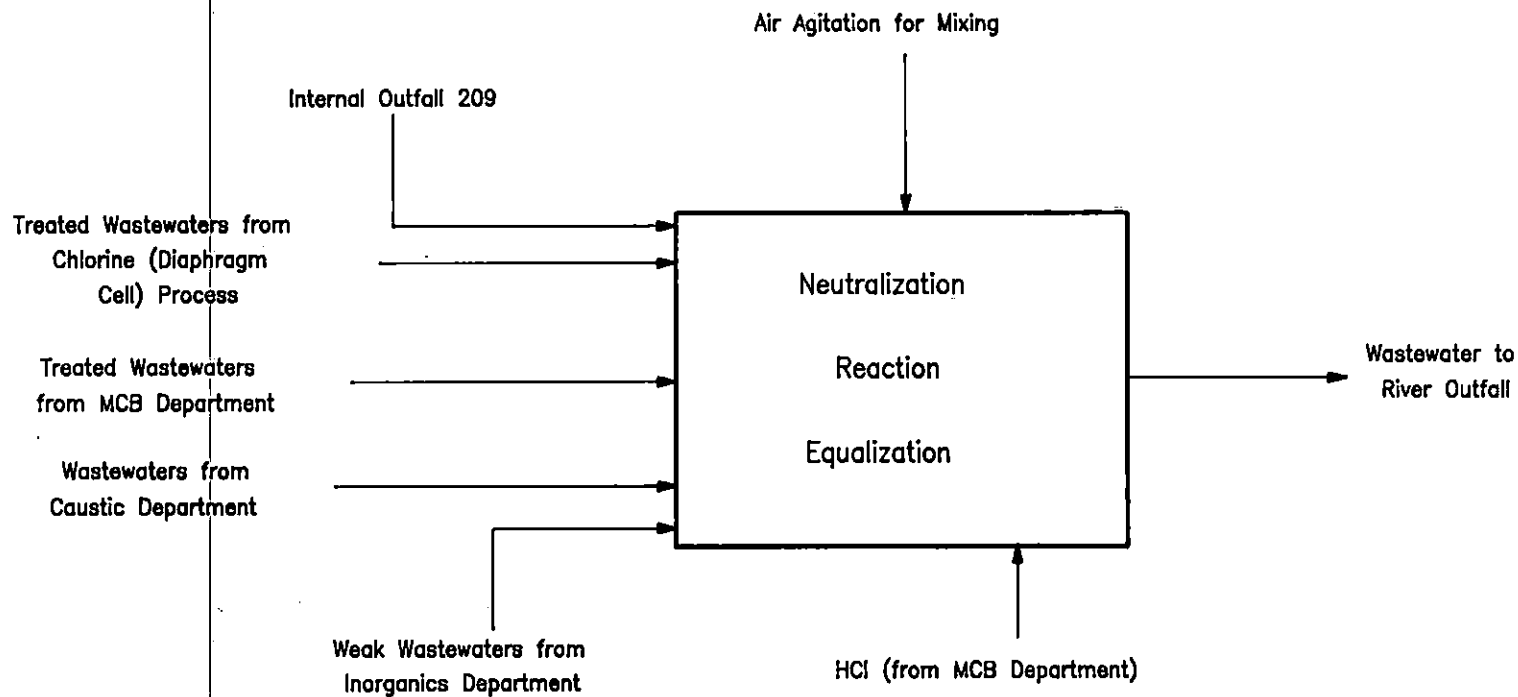 Air Agitation for Mixing
Internal Outfall 209
Treated Wastewaters from
Chlorine (Diaphragm
Cell) Process
Treated Wastewaters
from MCB Department
Wastewaters from
Caustic Department
Weak Wastewaters from
Inorganics Department
Neutralization
Reaction
Equalization
HCl (from MCB Department)
Wastewater to
River Outfall